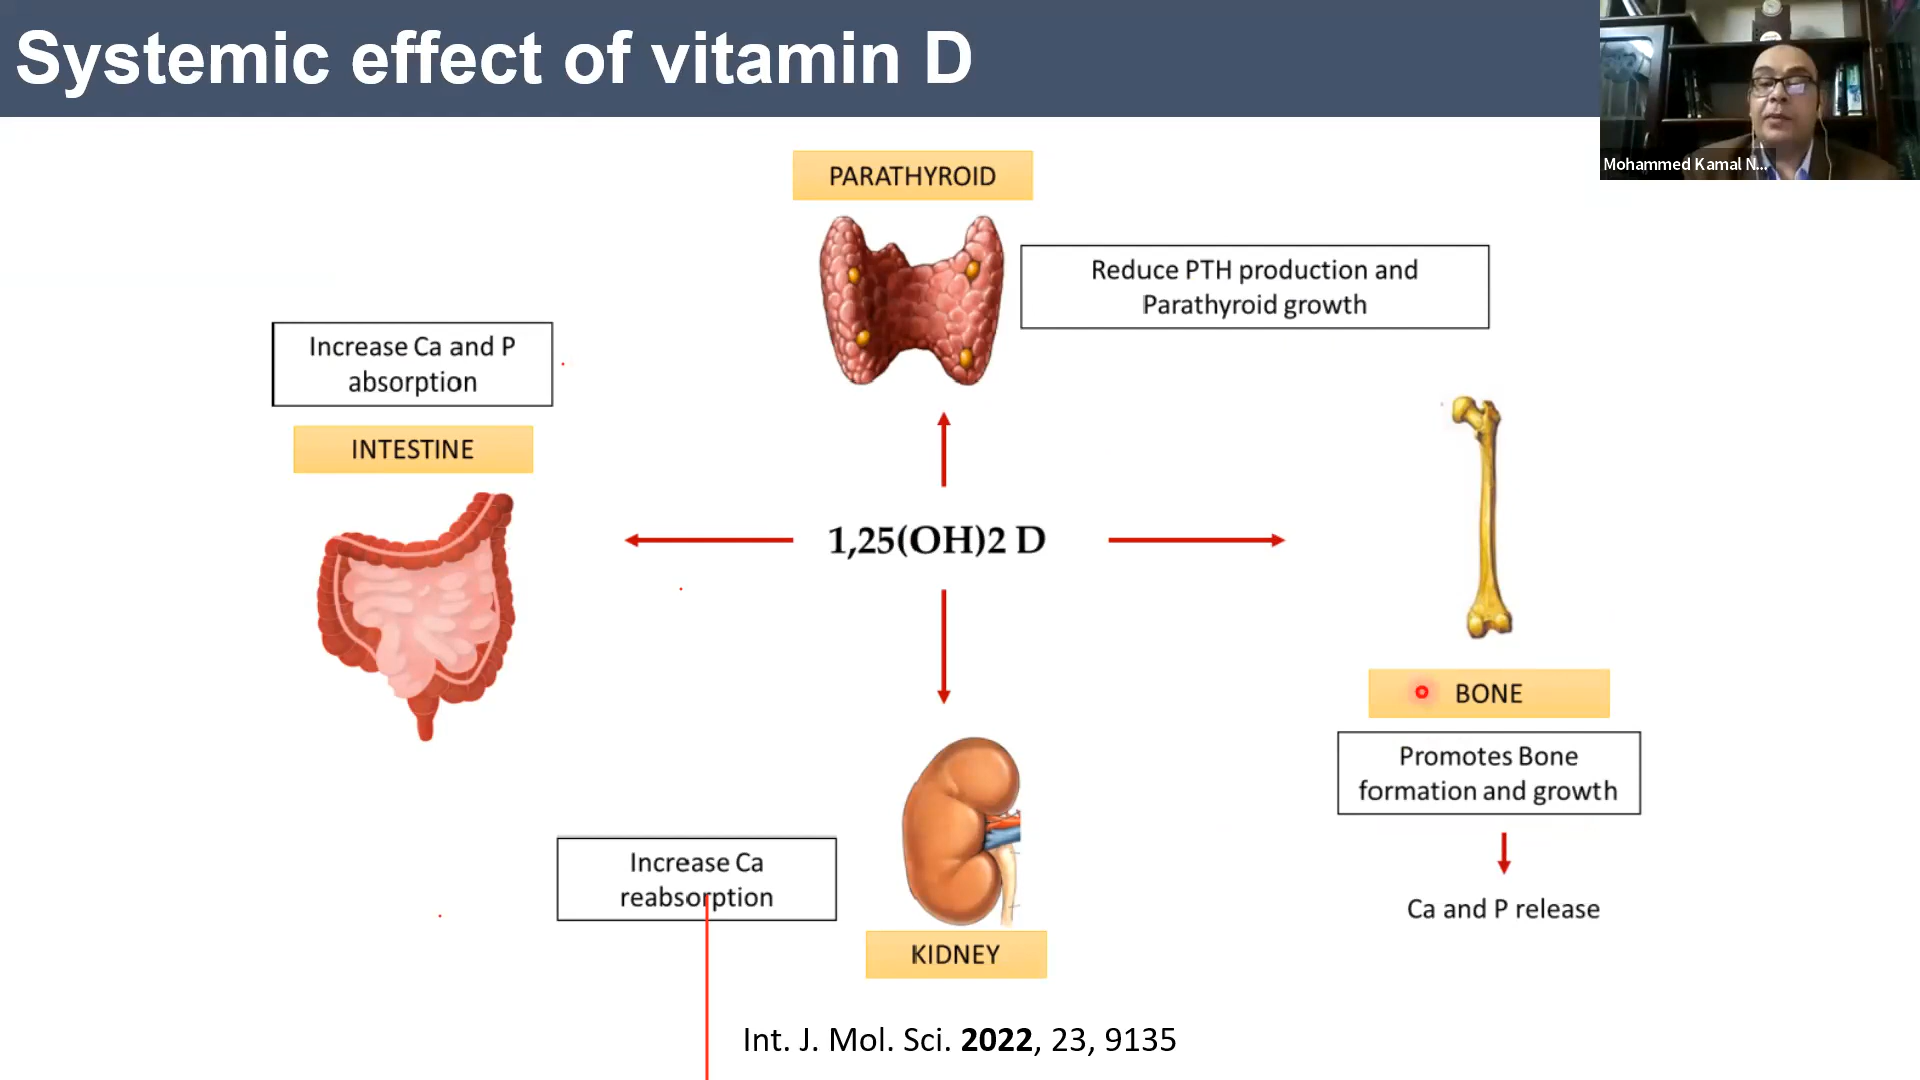 Systemic effect of vitamin D
Mohammed Kamal N...
PARATHYROID
Reduce PTH production and
Parathyroid growth
Increase Ca and P
absorption
INTESTINE
1,25(OH)2 D
BONE
Promotes Bone
formation and growth
Ca and P release
Increase Ca
reabsorption
KIDNEY
Int. J. Mol. Sci. 2022, 23, 9135